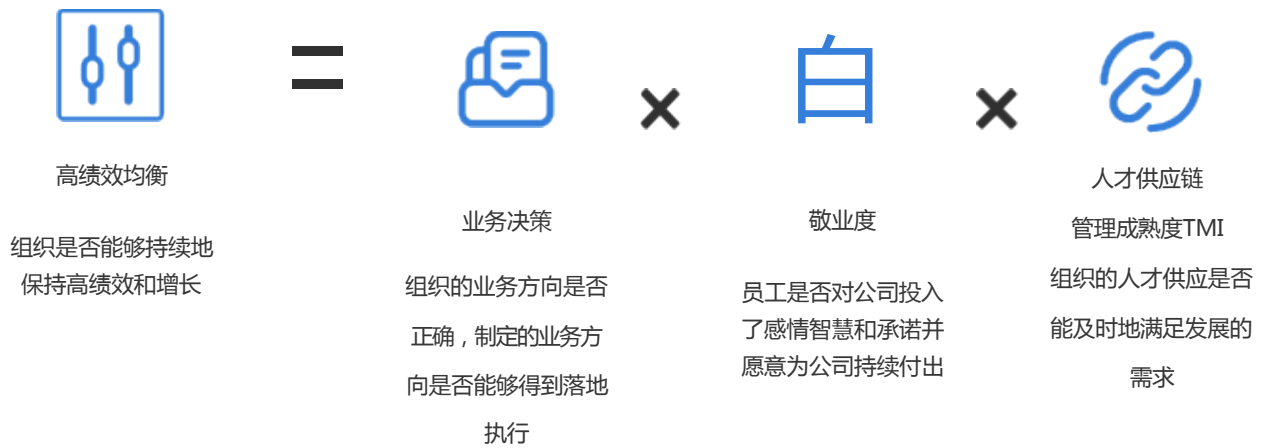 高绩效均衡
组织是否能够持续地
保持高绩效和增长
=
业务决策
组织的业务方向是否
正确，制定的业务方
向是否能够得到落地
执行
×
白
敬业度
员工是否对公司投入
了感情智慧和承诺并
愿意为公司持续付出
×
人才供应链
管理成熟度TMI
组织的人才供应是否
能及时地满足发展的
需求